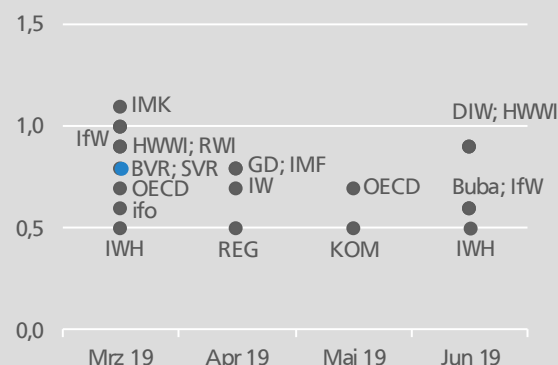 1,5
IMK
DIW; HWWI
1,0
IfW
HWWI; RWI
BVR; SVR
GD; IMF
OECD
IW
OECD
Buba; IfW
ifo
0,5
IWH
REG
KOM
IWH
0,0
Mrz 19
Apr 19
Mai 19
Jun 19